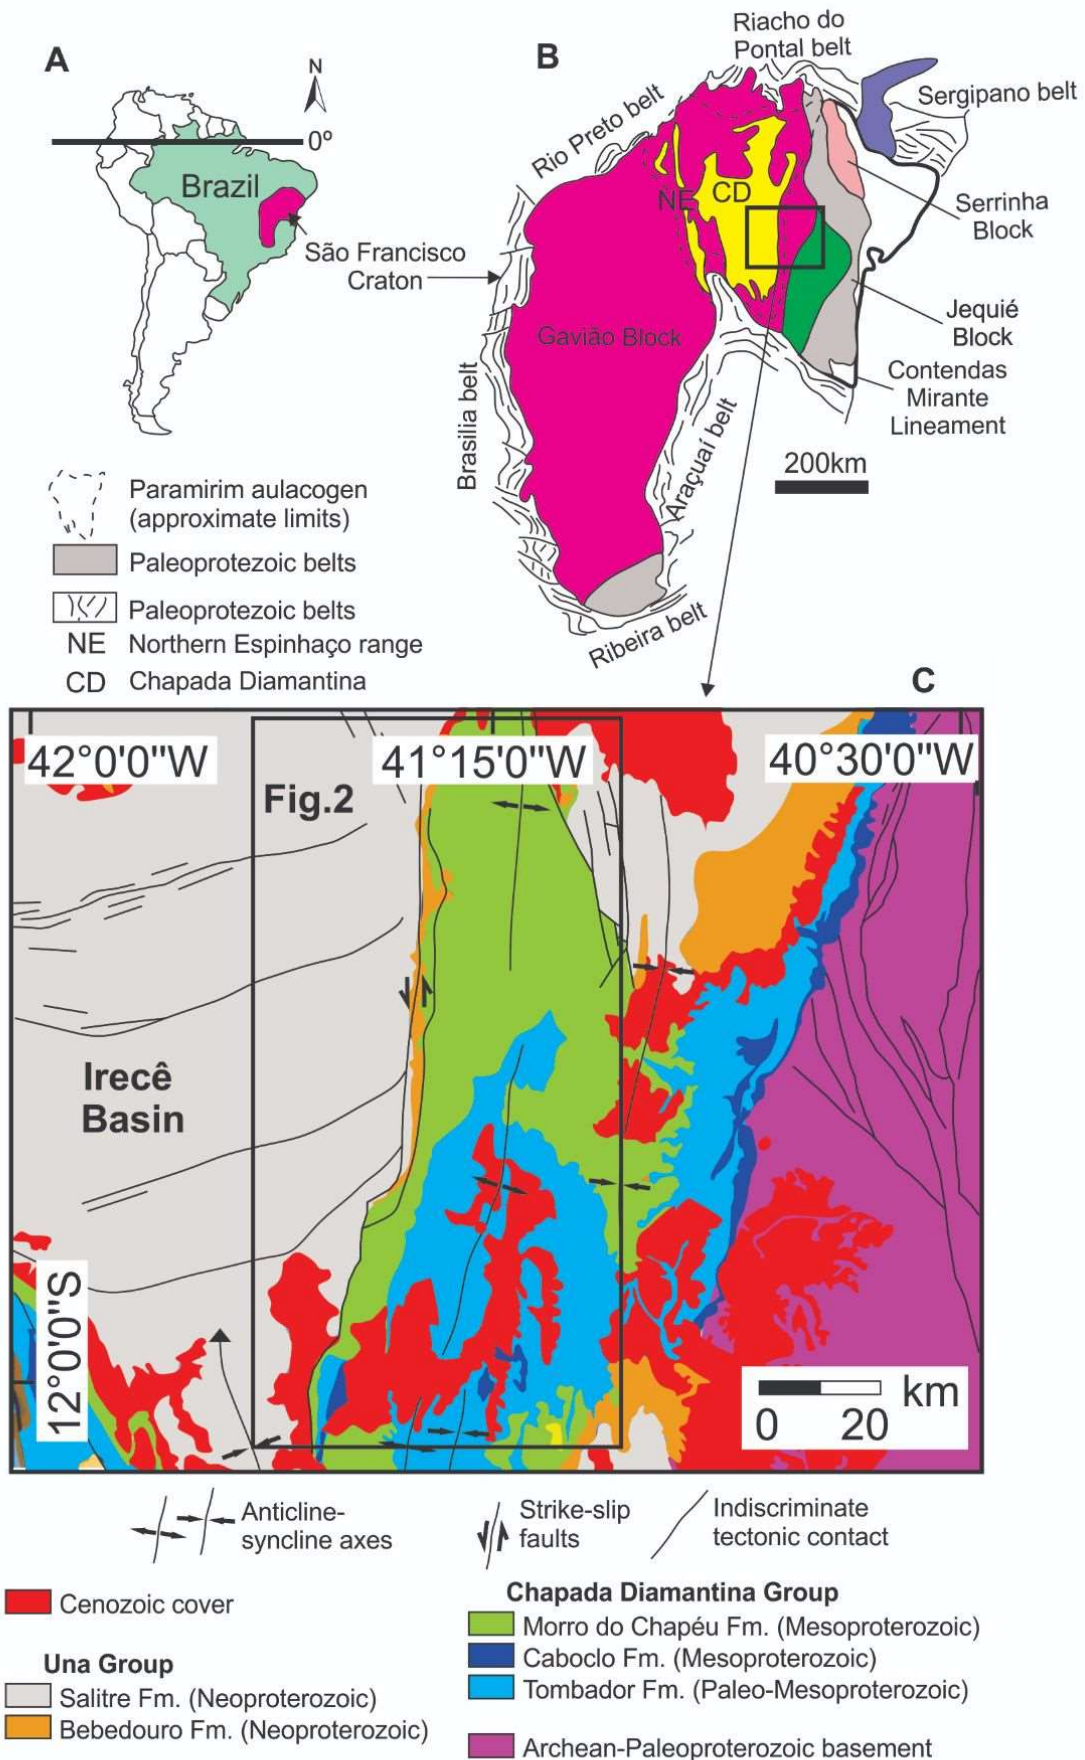 A
N
0º
Brazil
São Francisco
Craton
B
Riacho do
Pontal belt
Sergipano belt
Rio Preto belt
NE
CD
Serrinha
Block
Gavião Block
Jequié
Block
Contendas
Mirante
Lineament
Brasilia belt
Araçuaí belt
200km
Ribeira belt
Paramirim aulacogen
(approximate limits)
Paleoprotezoic belts
Paleoprotezoic belts
NE Northern Espinhaço range
CD Chapada Diamantina
C
42°0'0"W
41°15'0"W
40°30'0"W
Fig.2
Irecê
Basin
12°0'0"S
km
0 20
Anticline-
syncline axes
Strike-slip
faults
Indiscriminate
tectonic contact
Cenozoic cover
Una Group
Salitre Fm. (Neoproterozoic)
Bebedouro Fm. (Neoproterozoic)
Chapada Diamantina Group
Morro do Chapéu Fm. (Mesoproterozoic)
Caboclo Fm. (Mesoproterozoic)
Tombador Fm. (Paleo-Mesoproterozoic)
Archean-Paleoproterozoic basement